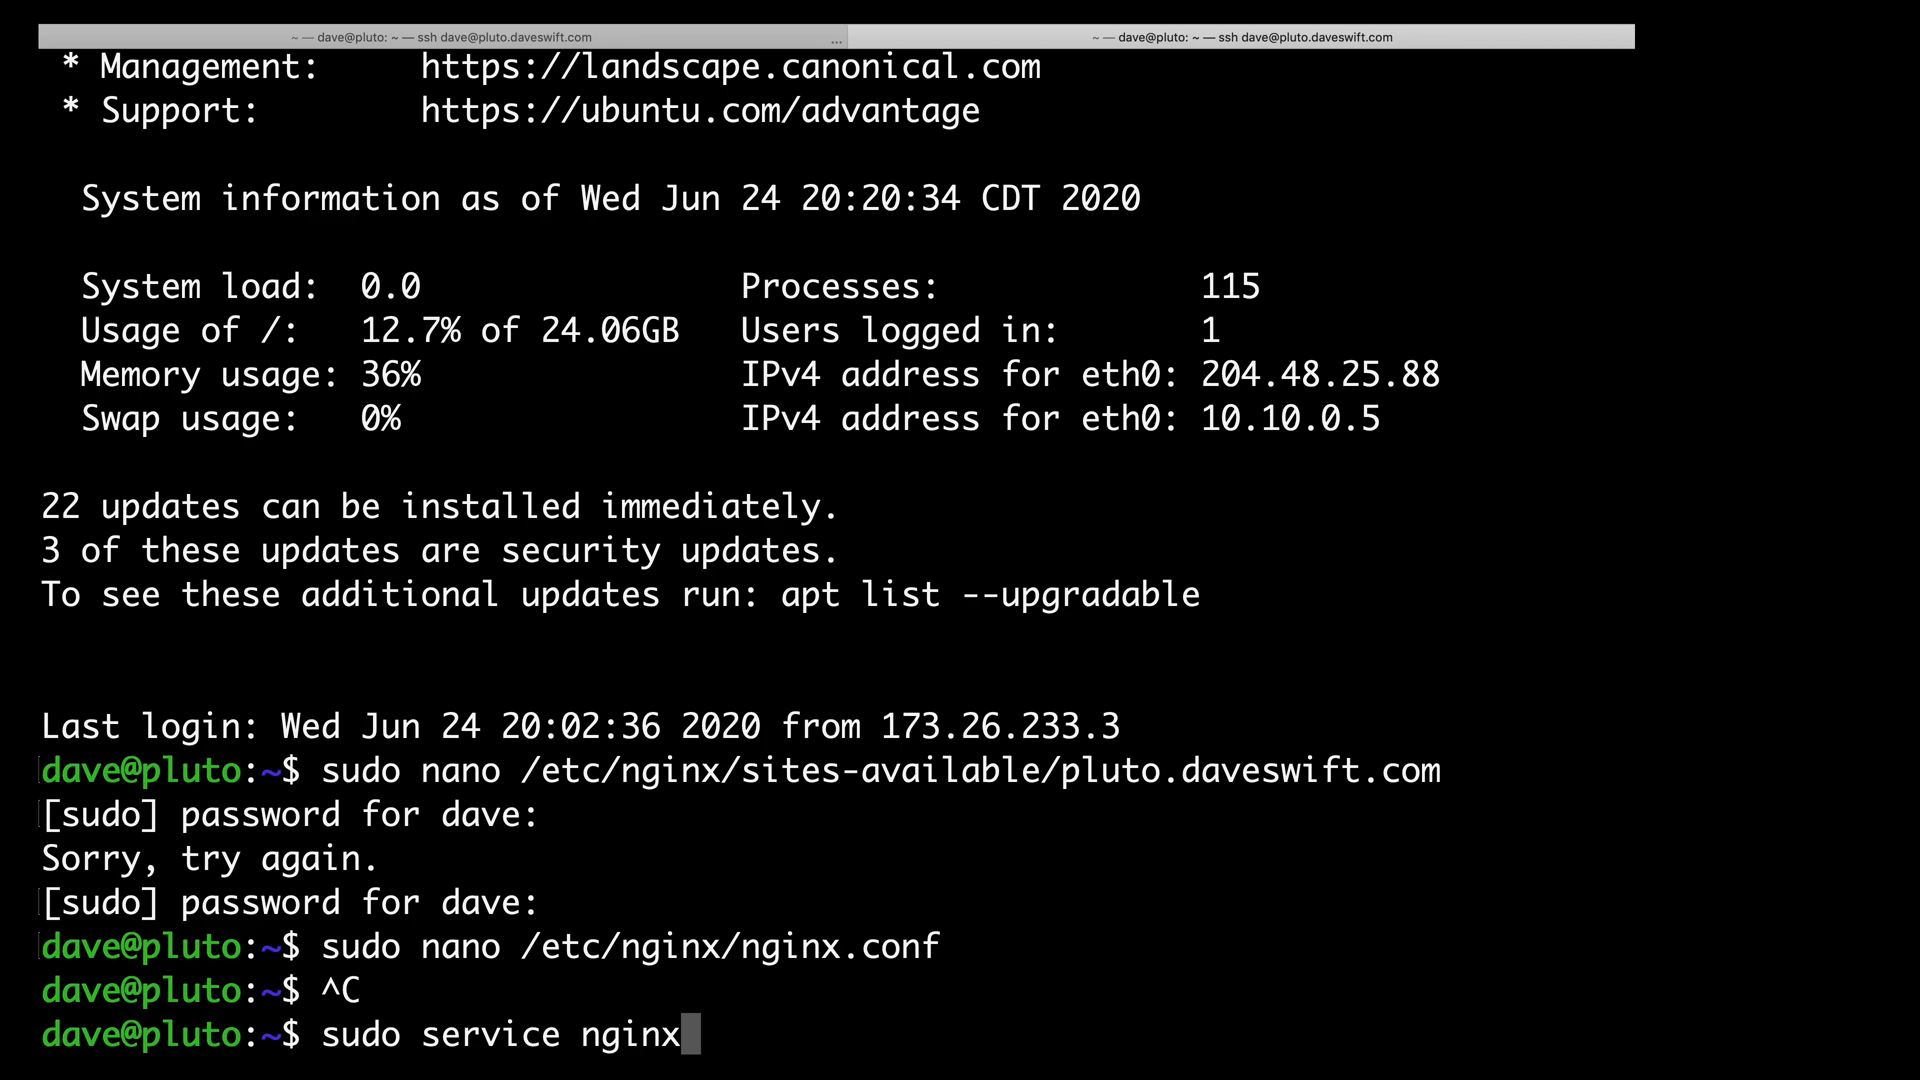 ~ — dave@pluto: ~ — ssh dave@pluto.daveswift.com ... ~ — dave@pluto: ~ — ssh dave@pluto.daveswift.com
* Management: https://landscape.canonical.com
* Support: https://ubuntu.com/advantage
System information as of Wed Jun 24 20:20:34 CDT 2020
System load: 0.0 Processes: 115
Usage of /: 12.7% of 24.06GB Users logged in: 1
Memory usage: 36% IPv4 address for eth0: 204.48.25.88
Swap usage: 0% IPv4 address for eth0: 10.10.0.5
22 updates can be installed immediately.
3 of these updates are security updates.
To see these additional updates run: apt list --upgradable
Last login: Wed Jun 24 20:02:36 2020 from 173.26.233.3
dave@pluto:~$ sudo nano /etc/nginx/sites-available/pluto.daveswift.com
[sudo] password for dave:
Sorry, try again.
[sudo] password for dave:
dave@pluto:~$ sudo nano /etc/nginx/nginx.conf
dave@pluto:~$ ^C
dave@pluto:~$ sudo service nginx